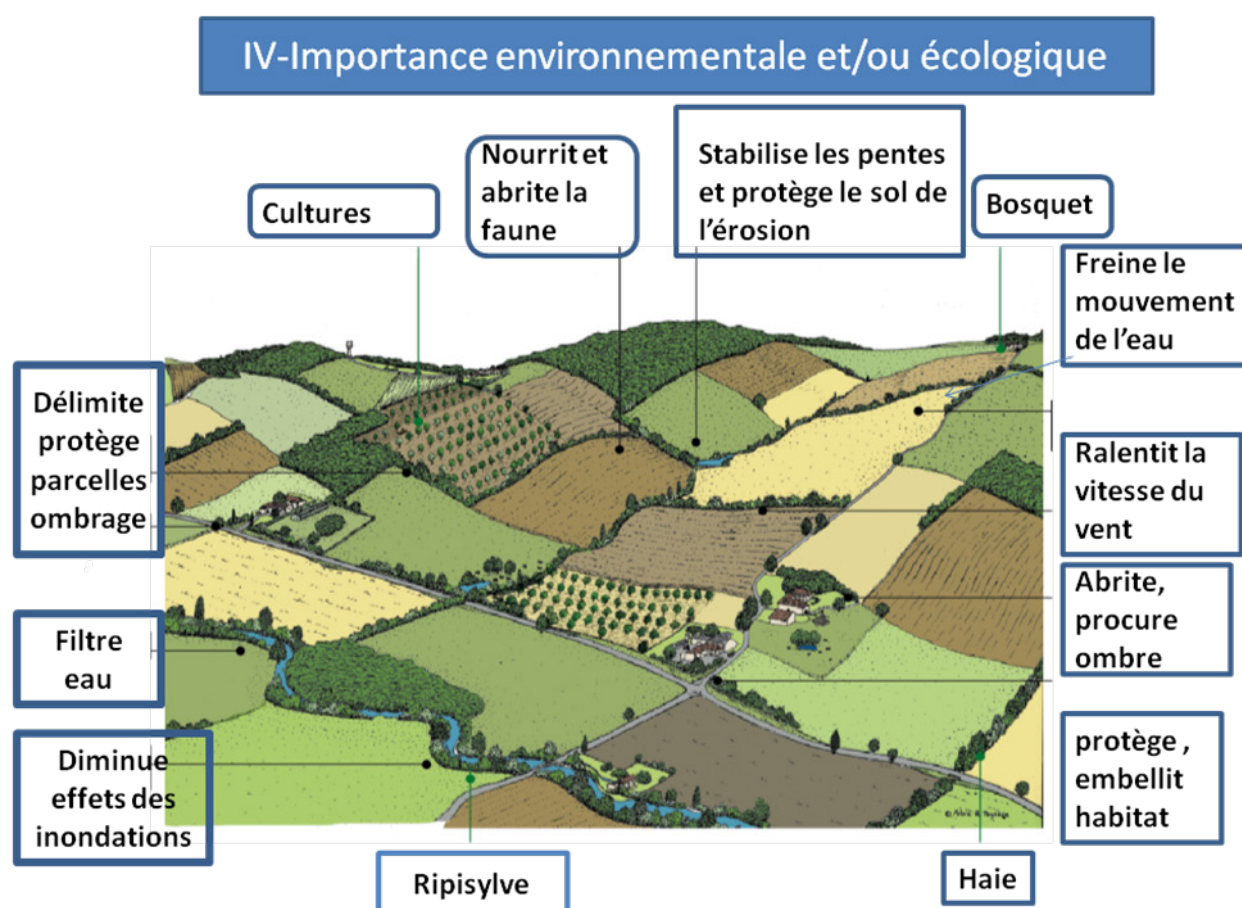 IV-Importance environnementale et/ou écologique
Cultures
Nourrit et
abrite la
faune
Stabilise les pentes
et protège le sol de
l'érosion
Bosquet
Freine le
mouvement
de l'eau
Délimite
protège
parcelles
ombrage
Ralentit la
vitesse du
vent
Abrite,
procure
ombre
Filtre
eau
Diminue
effets des
inondations
protège ,
embellit
habitat
Ripisylve
Haie